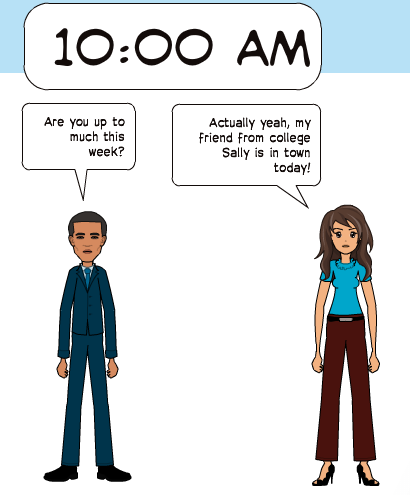 10:00 AM
Are you up to
much this
week?
Actually yeah, my
friend from college
Sally is in town
today!